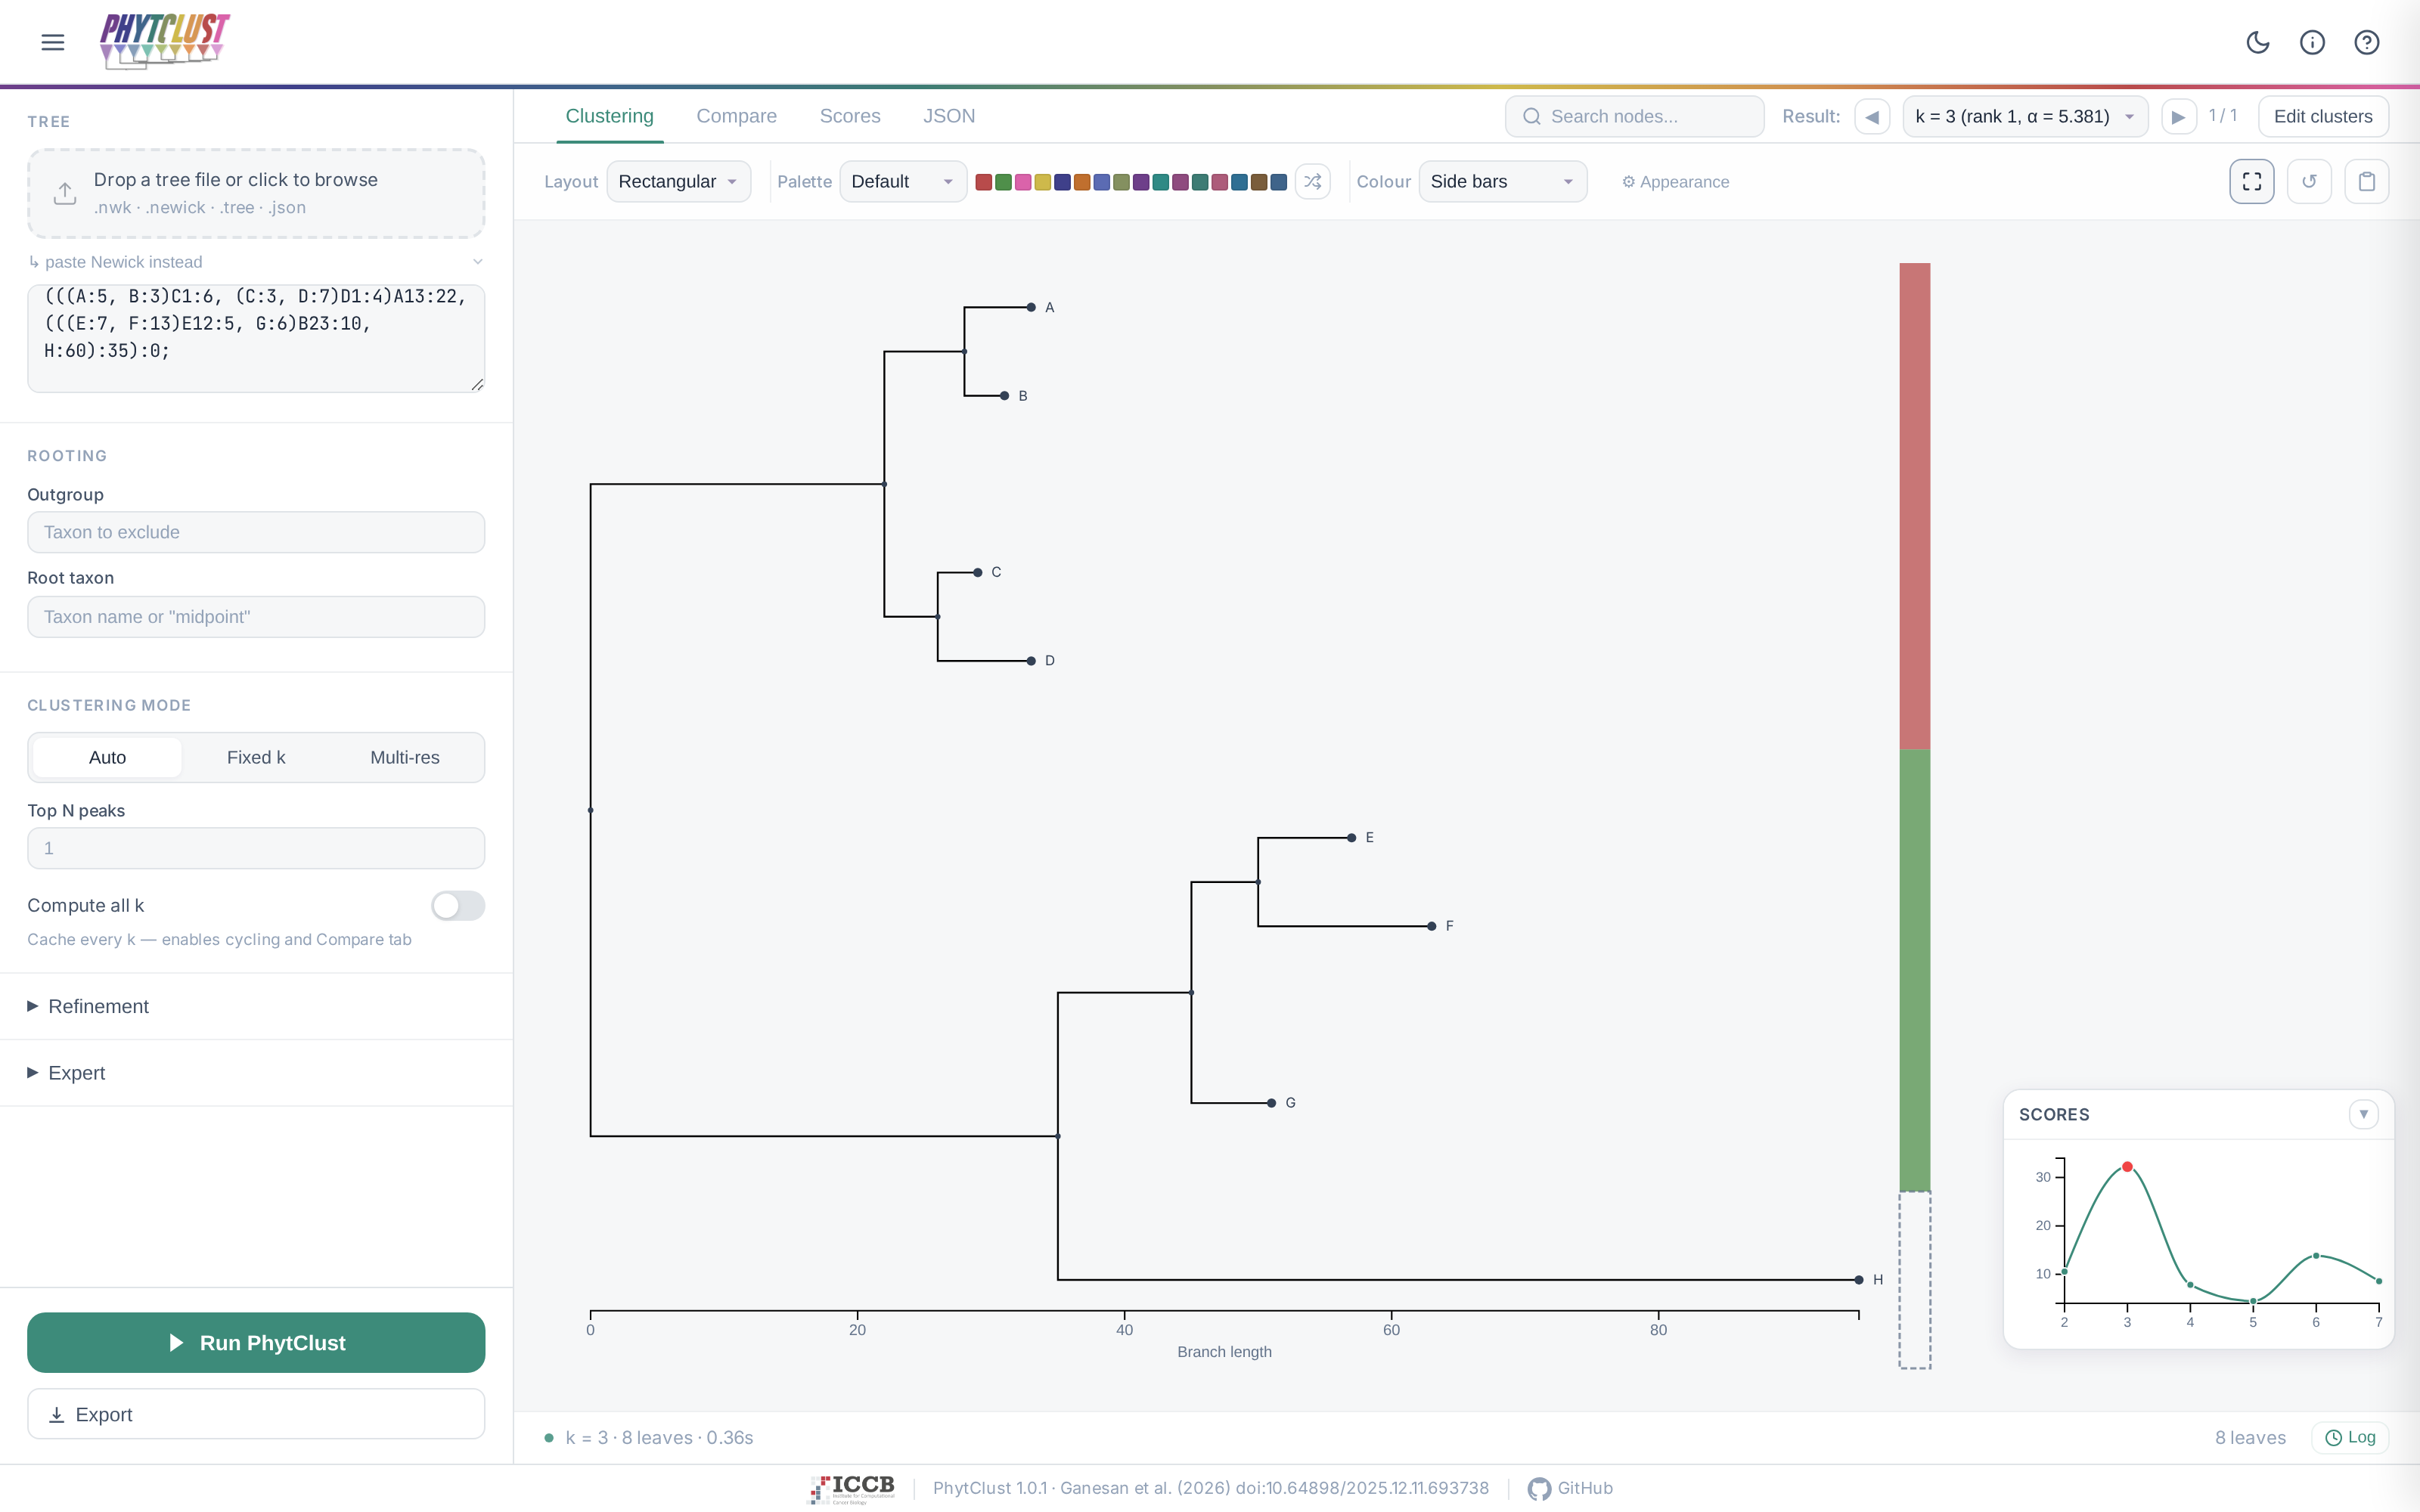 PHYTCLUST
TREE
Drop a tree file or click to browse
.nwk · .newick · .tree · .json
↳ paste Newick instead
(((A:5, B:3)C1:6, (C:3, D:7)D1:4)A13:22,
(((E:7, F:13)E12:5, G:6)B23:10,
H:60):35):0;
ROOTING
Outgroup
Taxon to exclude
Root taxon
Taxon name or "midpoint"
CLUSTERING MODE
Auto Fixed k Multi-res
Top N peaks
1
Compute all k
Cache every k — enables cycling and Compare tab
▶ Refinement
▶ Expert
Run PhytClust
Export
Clustering Compare Scores JSON
Search nodes... Result: ◀ k = 3 (rank 1, α = 5.381) ▶ 1 / 1 Edit clusters
Layout Rectangular Palette Default Colour Side bars ⚙ Appearance
A
B
C
D
E
F
G
H
0 20 40 60 80
Branch length
SCORES
30
20
10
2 3 4 5 6 7
k = 3 · 8 leaves · 0.36s
8 leaves Log
ICCB
PhytClust 1.0.1 · Ganesan et al. (2026) doi:10.64898/2025.12.11.693738
GitHub